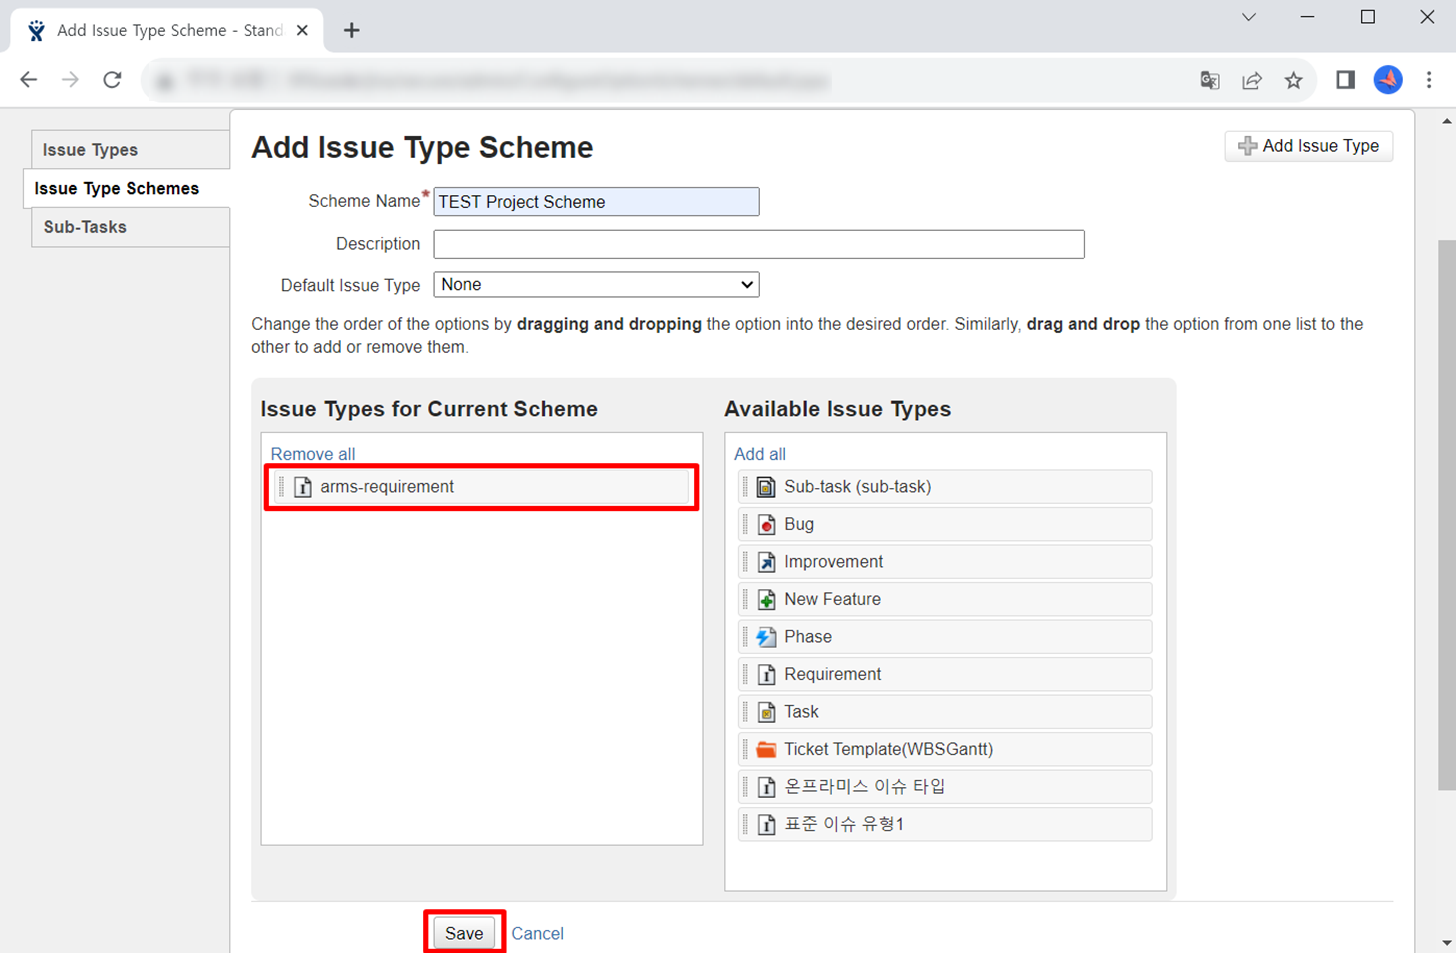 Add Issue Type Scheme - Stand
Issue Types
Issue Type Schemes
Sub-Tasks
Add Issue Type Scheme
Add Issue Type
Scheme Name*
TEST Project Scheme
Description
Default Issue Type
None
Change the order of the options by dragging and dropping the option into the desired order. Similarly, drag and drop the option from one list to the
other to add or remove them.
Issue Types for Current Scheme
Remove all
arms-requirement
Available Issue Types
Add all
Sub-task (sub-task)
Bug
Improvement
New Feature
Phase
Requirement
Task
Ticket Template(WBSGantt)
온프라미스 이슈 타입
표준 이슈 유형1
Save
Cancel